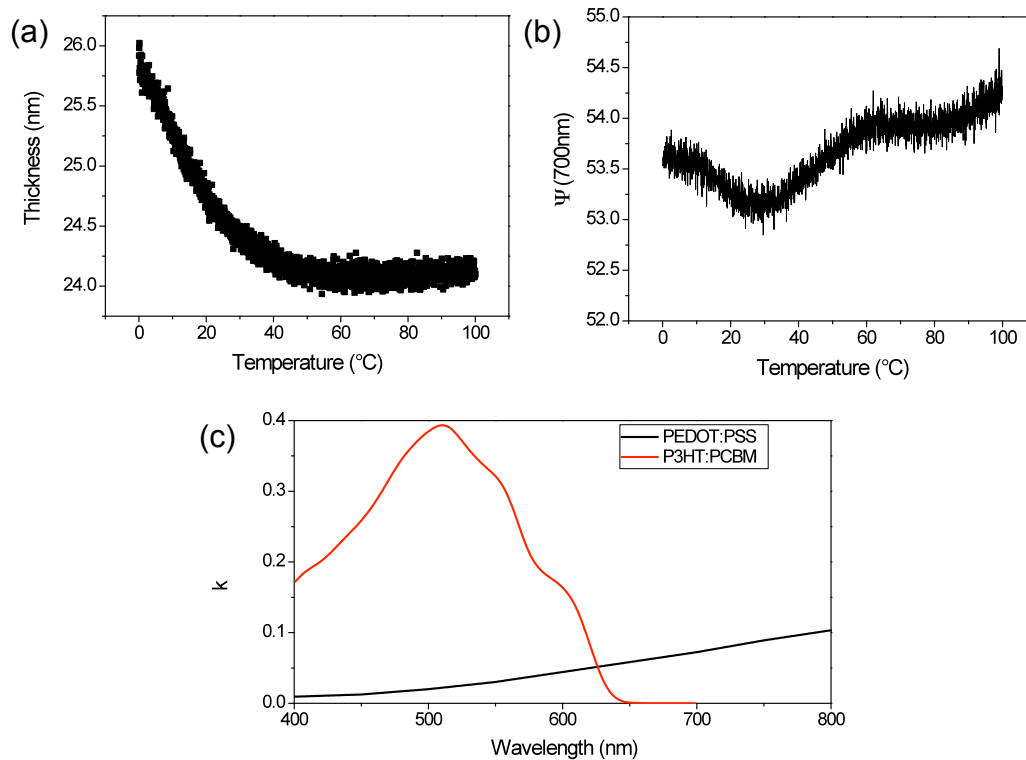 (a)
Thickness (nm)
26.0
25.5
25.0
24.5
24.0
0 20 40 60 80 100
Temperature (°C)
(b)
Ψ (700nm)
55.0
54.5
54.0
53.5
53.0
52.5
52.0
0 20 40 60 80 100
Temperature (°C)
(c)
k
0.4
0.3
0.2
0.1
0.0
PEDOT:PSS
P3HT:PCBM
400 500 600 700 800
Wavelength (nm)